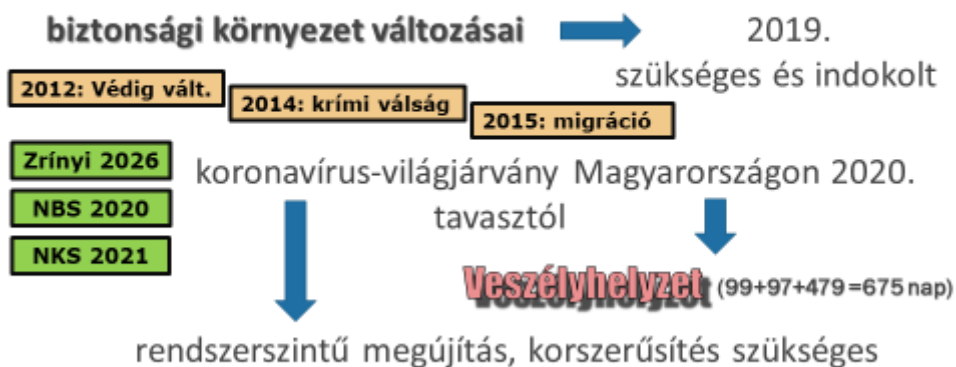 biztonsági környezet változásai
2019.
szükséges és indokolt
2012: Védig vált.
2014: krími válság
2015: migráció
Zrínyi 2026
NBS 2020
NKS 2021
koronavírus-világjárvány Magyarországon 2020.
tavasztól
Veszélyhelyzet (99+97+479=675 nap)
rendszerszintű megújítás, korszerűsítés szükséges